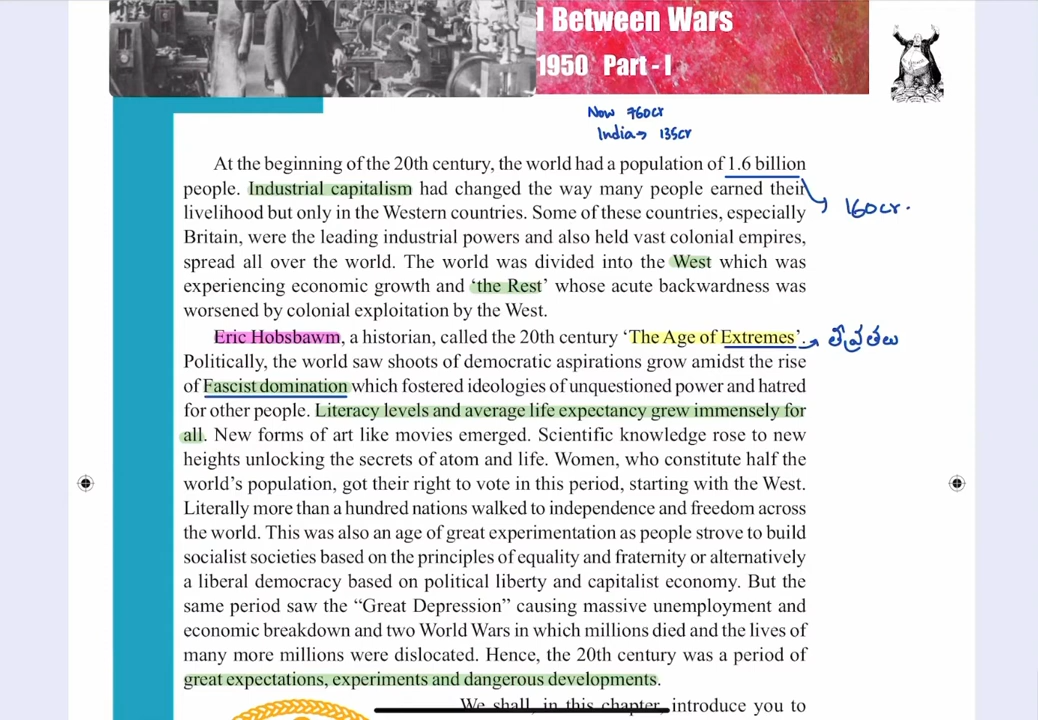 d Between Wars
1950 Part - I
Now 760cr
India → 135cr
At the beginning of the 20th century, the world had a population of 1.6 billion
people. Industrial capitalism had changed the way many people earned their
livelihood but only in the Western countries. Some of these countries, especially
→ 160cr.
Britain, were the leading industrial powers and also held vast colonial empires,
spread all over the world. The world was divided into the West which was
experiencing economic growth and ‘the Rest’ whose acute backwardness was
worsened by colonial exploitation by the West.
Eric Hobsbawm, a historian, called the 20th century ‘The Age of Extremes’. → తీవ్రతలు
Politically, the world saw shoots of democratic aspirations grow amidst the rise
of Fascist domination which fostered ideologies of unquestioned power and hatred
for other people. Literacy levels and average life expectancy grew immensely for
all. New forms of art like movies emerged. Scientific knowledge rose to new
heights unlocking the secrets of atom and life. Women, who constitute half the
world’s population, got their right to vote in this period, starting with the West.
Literally more than a hundred nations walked to independence and freedom across
the world. This was also an age of great experimentation as people strove to build
socialist societies based on the principles of equality and fraternity or alternatively
a liberal democracy based on political liberty and capitalist economy. But the
same period saw the “Great Depression” causing massive unemployment and
economic breakdown and two World Wars in which millions died and the lives of
many more millions were dislocated. Hence, the 20th century was a period of
great expectations, experiments and dangerous developments.
We shall, in this chapter, introduce you to